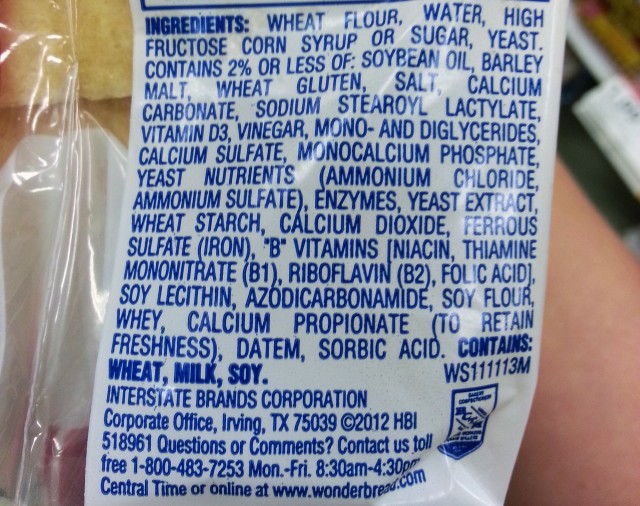 INGREDIENTS: WHEAT FLOUR, WATER, HIGH
FRUCTOSE CORN SYRUP OR SUGAR, YEAST.
CONTAINS 2% OR LESS OF: SOYBEAN OIL, BARLEY
MALT, WHEAT GLUTEN, SALT, CALCIUM
CARBONATE, SODIUM STEAROYL LACTYLATE,
VITAMIN D3, VINEGAR, MONO- AND DIGLYCERIDES,
CALCIUM SULFATE, MONOCALCIUM PHOSPHATE,
YEAST NUTRIENTS (AMMONIUM CHLORIDE,
AMMONIUM SULFATE), ENZYMES, YEAST EXTRACT,
WHEAT STARCH, CALCIUM DIOXIDE, FERROUS
SULFATE (IRON), "B" VITAMINS [NIACIN, THIAMINE
MONONITRATE (B1), RIBOFLAVIN (B2), FOLIC ACID],
SOY LECITHIN, AZODICARBONAMIDE, SOY FLOUR,
WHEY, CALCIUM PROPIONATE (TO RETAIN
FRESHNESS), DATEM, SORBIC ACID. CONTAINS:
WHEAT, MILK, SOY.
WS111113M
INTERSTATE BRANDS CORPORATION
Corporate Office, Irving, TX 75039 ©2012 HBI
518961 Questions or Comments? Contact us toll
free 1-800-483-7253 Mon.-Fri. 8:30am-4:30pm
Central Time or online at www.wonderbread.com